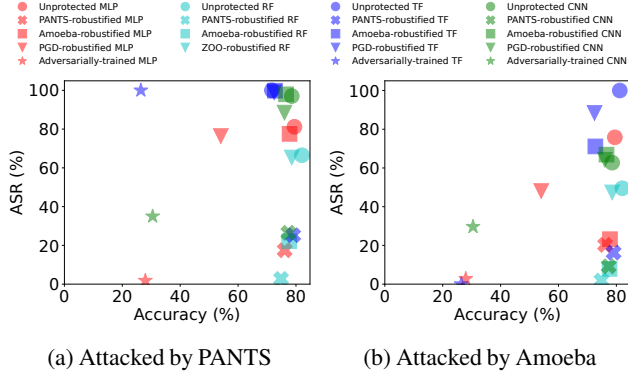 Unprotected MLP
PANTS-robustified MLP
Amoeba-robustified MLP
PGD-robustified MLP
Adversarially-trained MLP
Unprotected RF
PANTS-robustified RF
Amoeba-robustified RF
ZOO-robustified RF
Unprotected TF
PANTS-robustified TF
Amoeba-robustified TF
PGD-robustified TF
Adversarially-trained TF
Unprotected CNN
PANTS-robustified CNN
Amoeba-robustified CNN
PGD-robustified CNN
Adversarially-trained CNN
ASR (%)
100
80
60
40
20
0
0 20 40 60 80
Accuracy (%)
(a) Attacked by PANTS
ASR (%)
100
80
60
40
20
0
0 20 40 60 80
Accuracy (%)
(b) Attacked by Amoeba